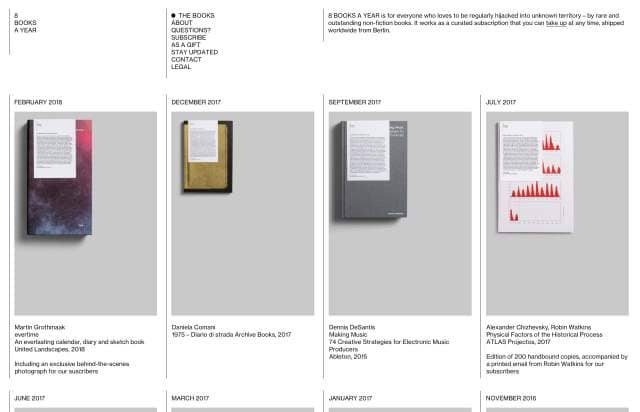 8
BOOKS
A YEAR
THE BOOKS
ABOUT
QUESTIONS?
SUBSCRIBE
AS A GIFT
STAY UPDATED
CONTACT
LEGAL
8 BOOKS A YEAR is for everyone who loves to be regularly hijacked into unknown territory – by rare and
outstanding non-fiction books. It works as a curated subscription that you can take up at any time, shipped
worldwide from Berlin.
FEBRUARY 2018
DECEMBER 2017
SEPTEMBER 2017
JULY 2017
Martin Grothmaak
evertime
An everlasting calendar, diary and sketch book
United Landscapes, 2018
Including an exclusive behind-the-scenes
photograph for our suscribers
Daniela Comani
1975 – Diario di strada Archive Books, 2017
Dennis DeSantis
Making Music
74 Creative Strategies for Electronic Music
Producers
Ableton, 2015
Alexander Chizhevsky, Robin Watkins
Physical Factors of the Historical Process
ATLAS Projectos, 2017
Edition of 200 handbound copies, accompanied by
a printed email from Robin Watkins for our
subscribers
JUNE 2017
MARCH 2017
JANUARY 2017
NOVEMBER 2016